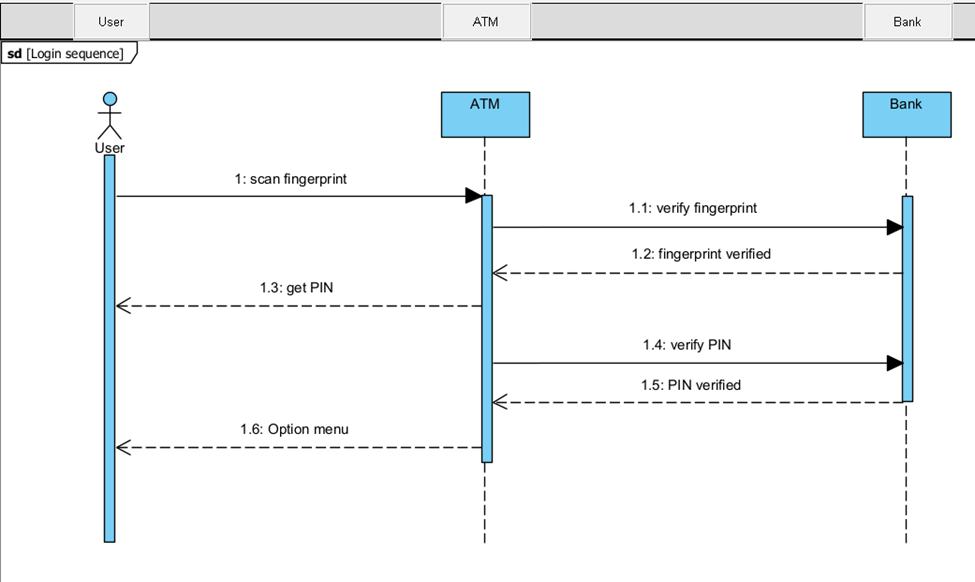 User ATM Bank
sd [Login sequence]
ATM Bank
User
1: scan fingerprint
1.1: verify fingerprint
1.2: fingerprint verified
1.3: get PIN
1.4: verify PIN
1.5: PIN verified
1.6: Option menu